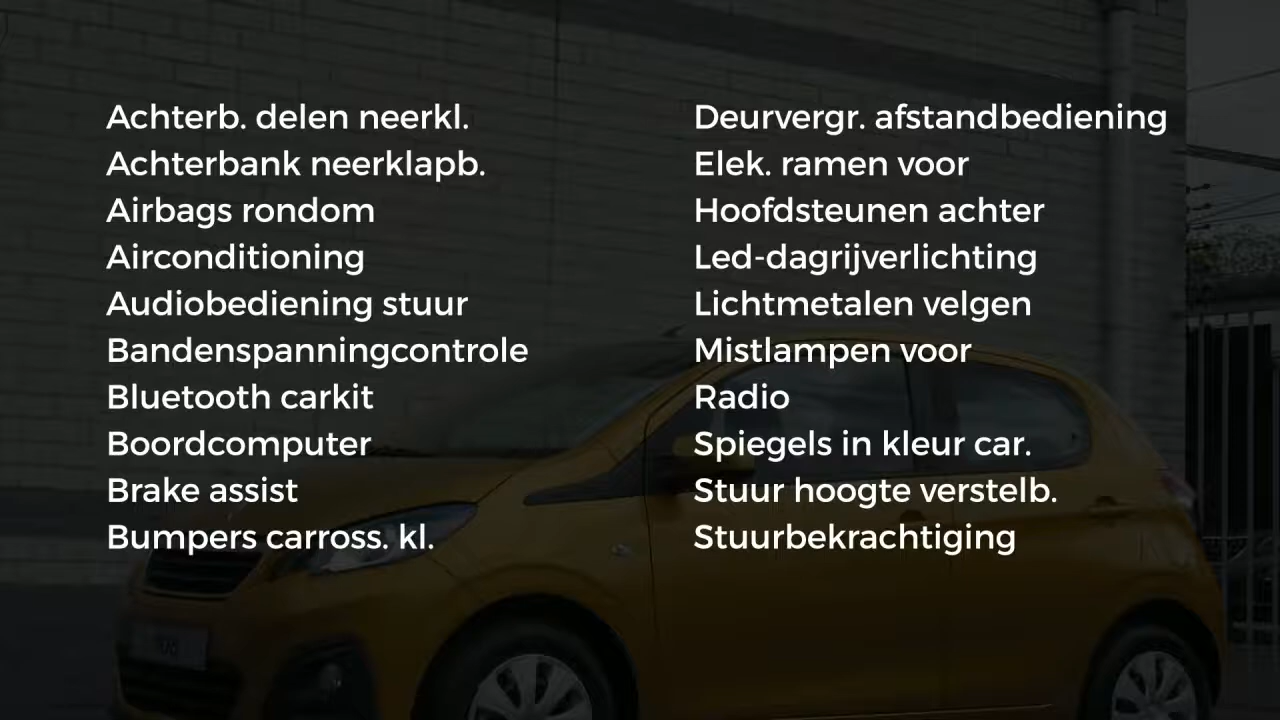 Achterb. delen neerkl.
Achterbank neerklapb.
Airbags rondom
Airconditioning
Audiobediening stuur
Bandenspanningcontrole
Bluetooth carkit
Boordcomputer
Brake assist
Bumpers carross. kl.
Deurvergr. afstandbediening
Elek. ramen voor
Hoofdsteunen achter
Led-dagrijverlichting
Lichtmetalen velgen
Mistlampen voor
Radio
Spiegels in kleur car.
Stuur hoogte verstelb.
Stuurbekrachtiging